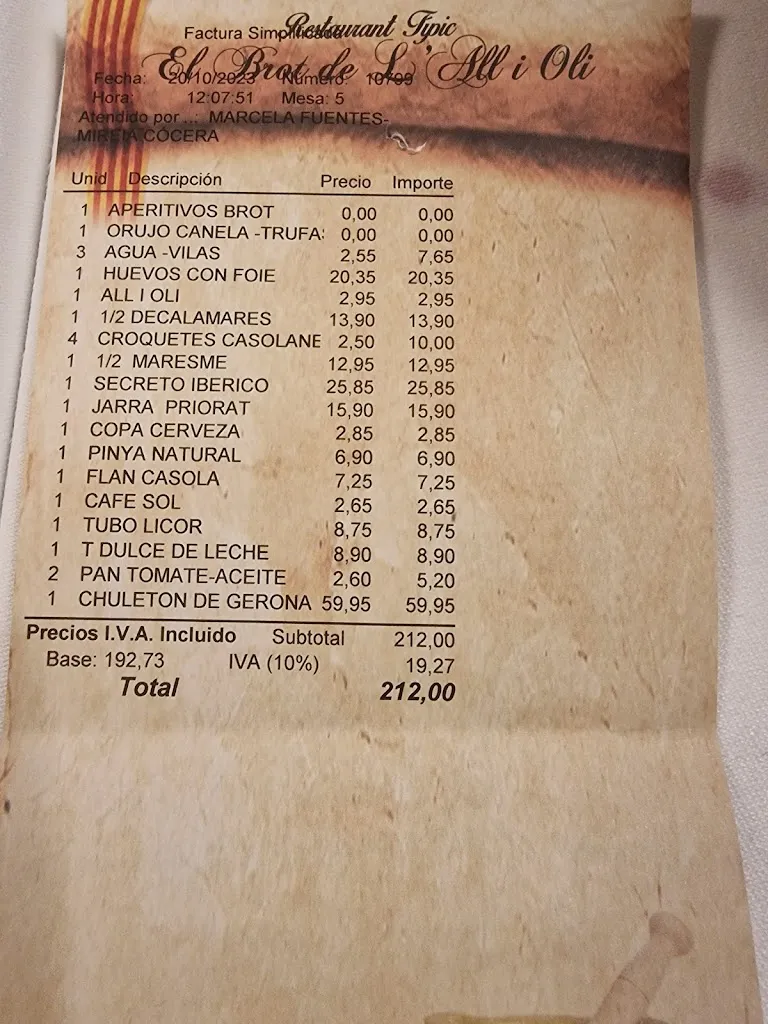 Restaurant Típic
Factura Simplificada
El Brot de L'All i Oli
Fecha: 20/10/2023 Número 10709
Hora: 12:07:51 Mesa: 5
Atendido por ..: MARCELA FUENTES-
MIREIA CÓCERA
Unid Descripción Precio Importe
1 APERITIVOS BROT 0,00 0,00
1 ORUJO CANELA -TRUFA 0,00 0,00
3 AGUA -VILAS 2,55 7,65
1 HUEVOS CON FOIE 20,35 20,35
1 ALL I OLI 2,95 2,95
1 1/2 DECALAMARES 13,90 13,90
4 CROQUETES CASOLANE 2,50 10,00
1 1/2 MARESME 12,95 12,95
1 SECRETO IBERICO 25,85 25,85
1 JARRA PRIORAT 15,90 15,90
1 COPA CERVEZA 2,85 2,85
1 PINYA NATURAL 6,90 6,90
1 FLAN CASOLA 7,25 7,25
1 CAFE SOL 2,65 2,65
1 TUBO LICOR 8,75 8,75
1 T DULCE DE LECHE 8,90 8,90
2 PAN TOMATE-ACEITE 2,60 5,20
1 CHULETON DE GERONA 59,95 59,95
Precios I.V.A. Incluido Subtotal 212,00
Base: 192,73 IVA (10%) 19,27
Total 212,00